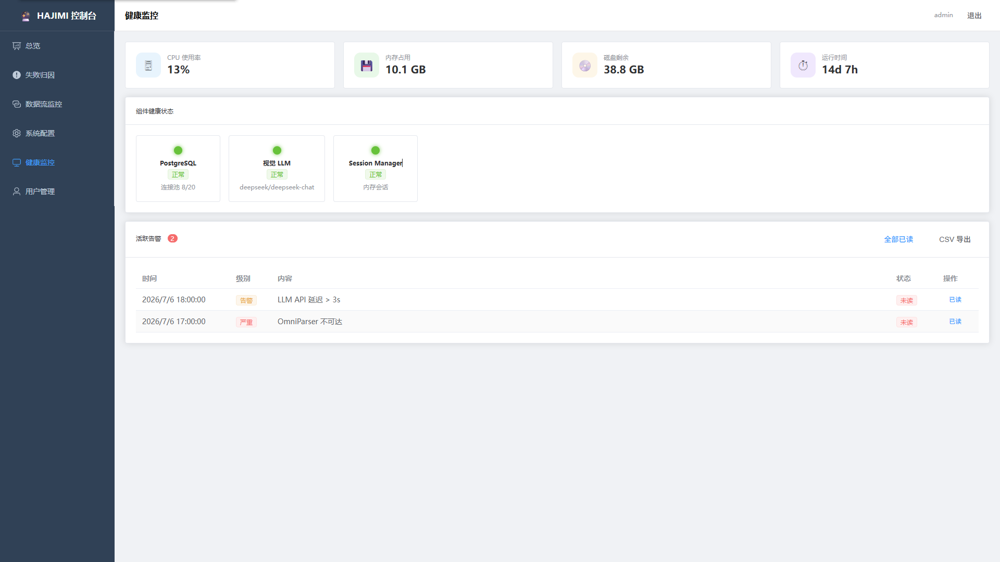 HAJIMI 控制台
健康监控
admin
退出
总览
失败归因
数据流监控
系统配置
健康监控
用户管理
CPU 使用率
13%
内存占用
10.1 GB
磁盘剩余
38.8 GB
运行时间
14d 7h
组件健康状态
PostgreSQL
正常
连接池 8/20
视觉 LLM
正常
deepseek/deepseek-chat
Session Manager
正常
内存会话
活跃告警 2
全部已读
CSV 导出
时间 级别 内容 状态 操作
2026/7/6 18:00:00 告警 LLM API 延迟 > 3s 未读 已读
2026/7/6 17:00:00 严重 OmniParser 不可达 未读 已读